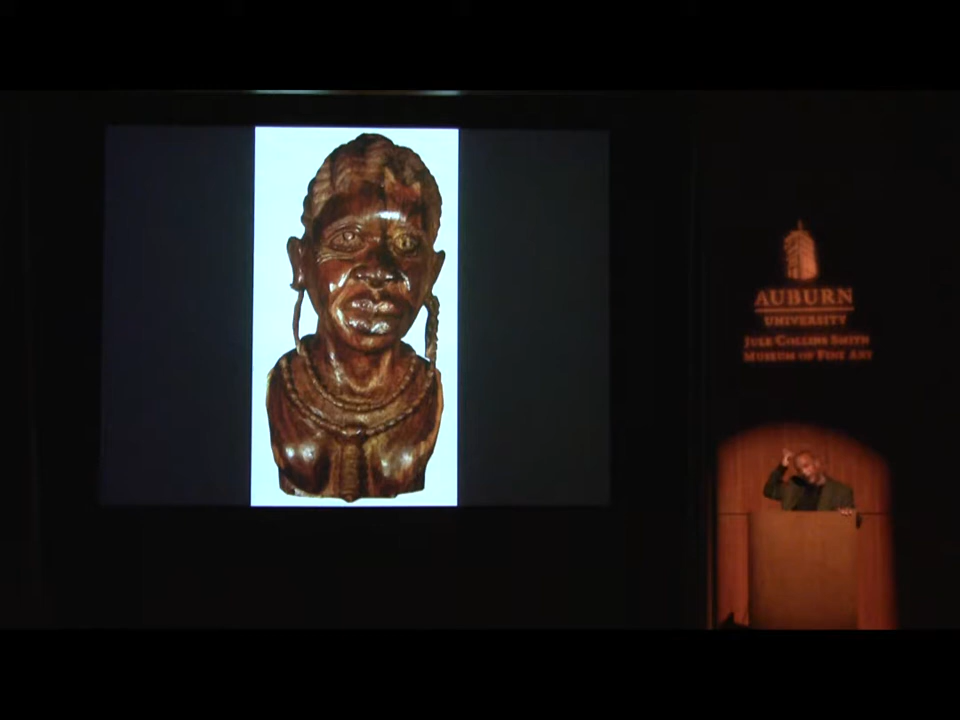 AUBURN
UNIVERSITY
JULE COLLINS SMITH
MUSEUM OF FINE ART